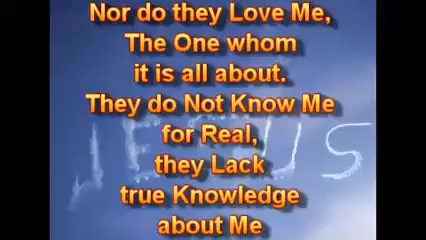 Nor do they Love Me,
The One whom
it is all about.
They do Not Know Me
for Real,
they Lack
true Knowledge
about Me
JESUS